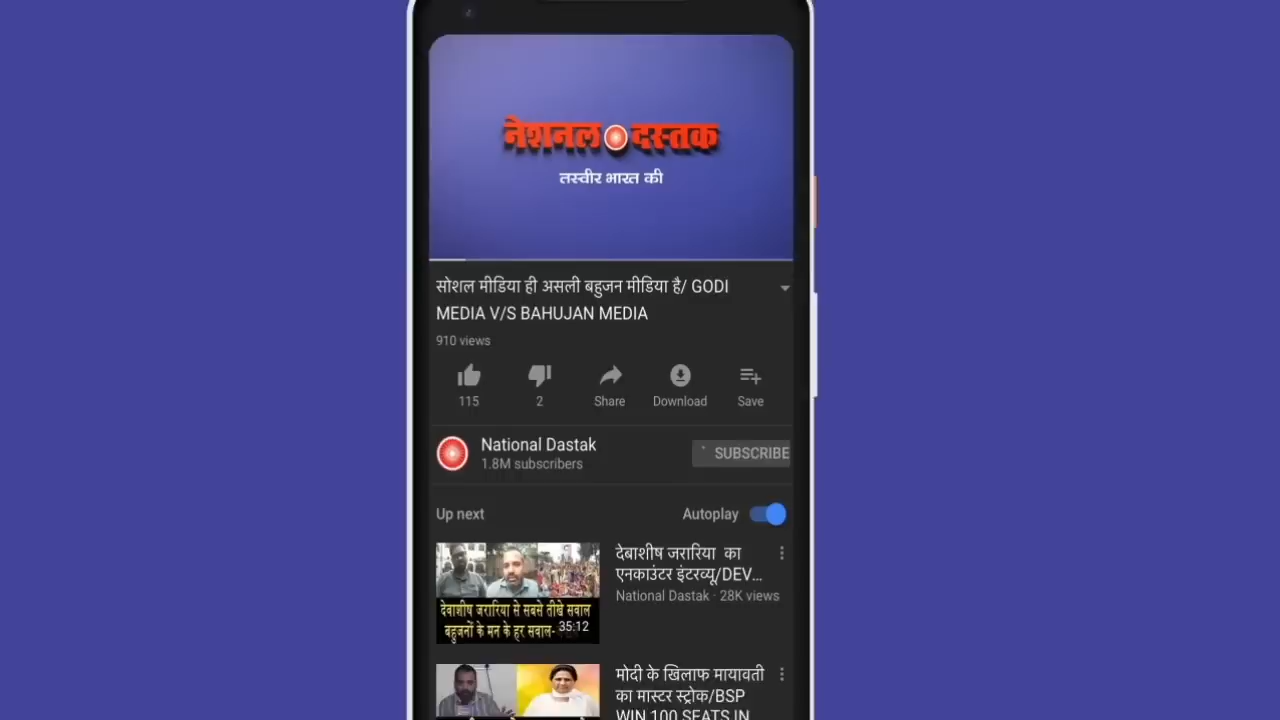 नेशनल दस्तक
तस्वीर भारत की
सोशल मीडिया ही असली बहुजन मीडिया है/ GODI
MEDIA V/S BAHUJAN MEDIA
910 views
115
2
Share
Download
Save
National Dastak
1.8M subscribers
SUBSCRIBE
Up next
Autoplay
देबाशीष जरारिया का
एनकाउंटर इंटरव्यू/DEV...
National Dastak · 28K views
देवाशीष जरारिया से सबसे तीखे सवाल
बहुजनों के मन के हर सवाल-
35:12
मोदी के खिलाफ मायावती
का मास्टर स्ट्रोक/BSP
WIN 100 SEATS IN